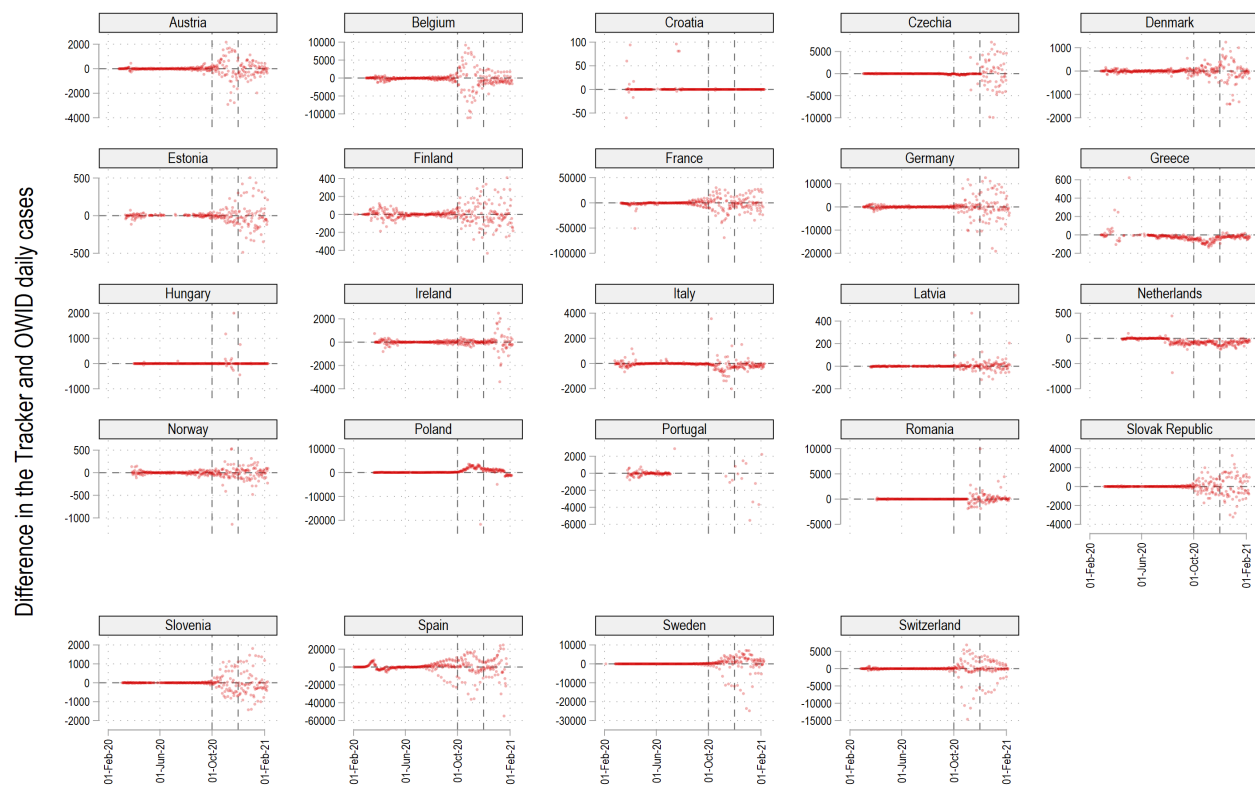 Difference in the Tracker and OWID daily cases
Austria
2000
0
-2000
-4000
Belgium
10000
5000
0
-5000
-10000
Croatia
100
50
0
50
Czechia
5000
0
-5000
-10000
Denmark
1000
0
-1000
-2000
Estonia
500
0
-500
Finland
400
200
0
-200
-400
France
50000
0
-50000
-100000
Germany
10000
0
-10000
-20000
Greece
600
400
200
0
-200
Hungary
2000
1000
0
1000
Ireland
2000
0
-2000
-4000
Italy
4000
2000
0
-2000
Latvia
400
200
0
-200
Netherlands
500
0
-500
-1000
Norway
500
0
-500
-1000
Poland
10000
0
-10000
-20000
Portugal
2000
0
-2000
-4000
-6000
Romania
10000
5000
0
-5000
Slovak Republic
4000
2000
0
-2000
-4000
01-Feb-20
01-Jun-20
01-Oct-20
01-Feb-21
Slovenia
2000
1000
0
-1000
-2000
01-Feb-20
01-Jun-20
01-Oct-20
01-Feb-21
Spain
20000
0
-20000
-40000
-60000
01-Feb-20
01-Jun-20
01-Oct-20
01-Feb-21
Sweden
10000
0
-10000
-20000
-30000
01-Feb-20
01-Jun-20
01-Oct-20
01-Feb-21
Switzerland
5000
0
-5000
-10000
-15000
01-Feb-20
01-Jun-20
01-Oct-20
01-Feb-21